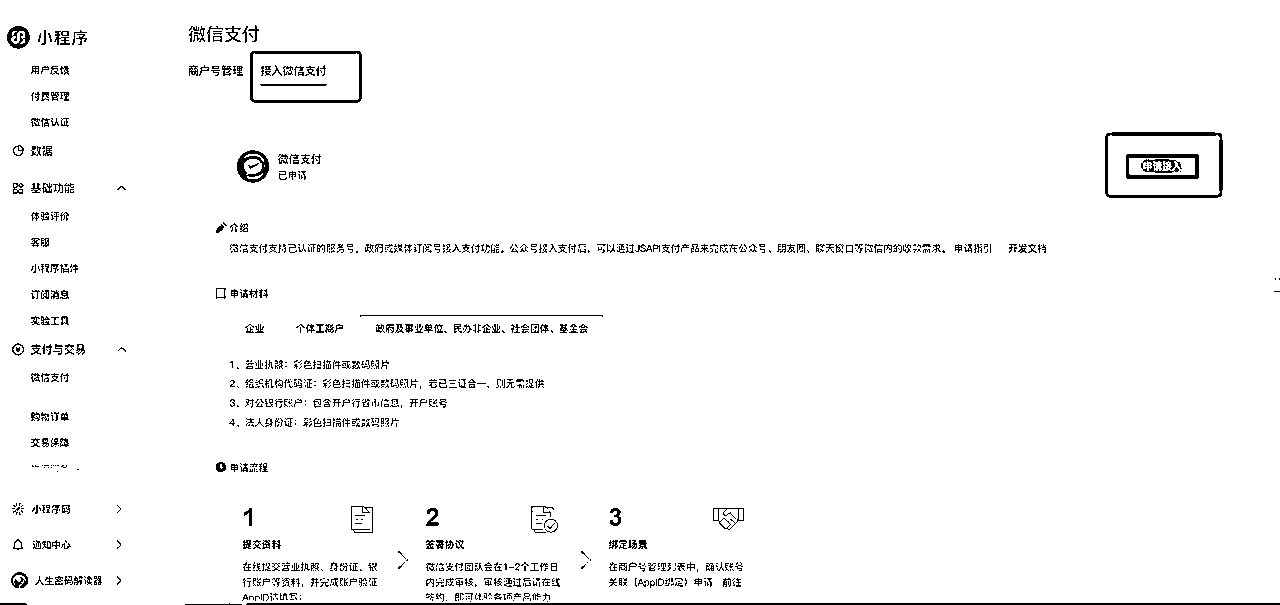 小程序
用户反馈
付费管理
微信认证
数据
基础功能
体验评价
客服
小程序插件
订阅消息
实验工具
支付与交易
微信支付
购物订单
交易保障
小程序码
通知中心
人生密码解读器
微信支付
商户号管理 接入微信支付
微信支付
已申请
申请接入
介绍
微信支付支持已认证的服务号、政府或媒体订阅号接入支付功能。公众号接入支付后，可以通过JSAPI支付产品来完成在公众号、朋友圈、聊天窗口等微信内的收款需求。 申请指引 开发文档
申请材料
企业 个体工商户 政府及事业单位、民办非企业、社会团体、基金会
1、营业执照：彩色扫描件或数码照片
2、组织机构代码证：彩色扫描件或数码照片，若已三证合一，则无需提供
3、对公银行账户：包含开户行省市信息，开户账号
4、法人身份证：彩色扫描件或数码照片
申请流程
1
提交资料
在线提交营业执照、身份证、银
行账户等资料，并完成账户验证
AppID请填写：
2
签署协议
微信支付团队会在1-2个工作日
内完成审核，审核通过后请在线
签约，即可体验各项产品能力
3
绑定场景
在商户号管理列表中，确认账号
关联（AppID绑定）申请 前往